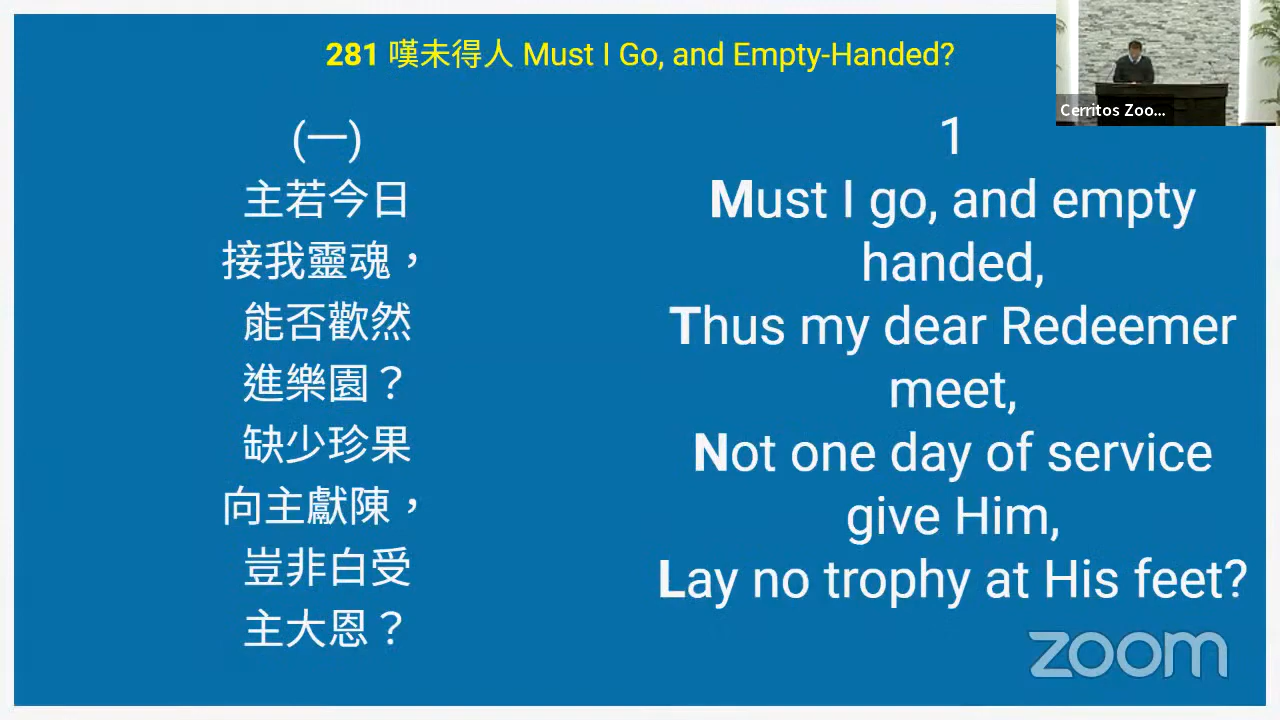 281 嘆未得人 Must I Go, and Empty-Handed?
Cerritos Zoo...
(一)
主若今日
接我靈魂，
能否歡然
進樂園？
缺少珍果
向主獻陳，
豈非白受
主大恩？
1
Must I go, and empty
handed,
Thus my dear Redeemer
meet,
Not one day of service
give Him,
Lay no trophy at His feet?
zoom